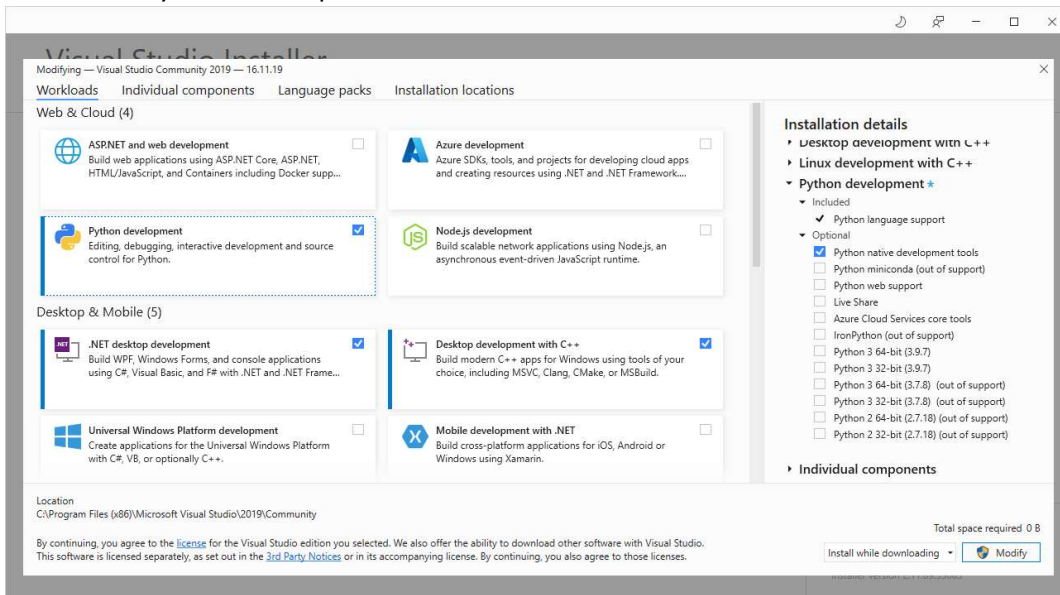 Visual Studio Installer
Modifying — Visual Studio Community 2019 — 16.11.19
Workloads Individual components Language packs Installation locations
Web & Cloud (4)
ASP.NET and web development
Build web applications using ASP.NET Core, ASP.NET,
HTML/JavaScript, and Containers including Docker supp...
Azure development
Azure SDKs, tools, and projects for developing cloud apps
and creating resources using .NET and .NET Framework....
Python development
Editing, debugging, interactive development and source
control for Python.
Node.js development
Build scalable network applications using Node.js, an
asynchronous event-driven JavaScript runtime.
Desktop & Mobile (5)
.NET desktop development
Build WPF, Windows Forms, and console applications
using C#, Visual Basic, and F# with .NET and .NET Frame...
Desktop development with C++
Build modern C++ apps for Windows using tools of your
choice, including MSVC, Clang, CMake, or MSBuild.
Universal Windows Platform development
Create applications for the Universal Windows Platform
with C#, VB, or optionally C++.
Mobile development with .NET
Build cross-platform applications for iOS, Android or
Windows using Xamarin.
Installation details
Desktop development with C++
Linux development with C++
Python development *
Included
Python language support
Optional
Python native development tools
Python miniconda (out of support)
Python web support
Live Share
Azure Cloud Services core tools
IronPython (out of support)
Python 3 64-bit (3.9.7)
Python 3 32-bit (3.9.7)
Python 3 64-bit (3.7.8) (out of support)
Python 3 32-bit (3.7.8) (out of support)
Python 2 64-bit (2.7.18) (out of support)
Python 2 32-bit (2.7.18) (out of support)
Individual components
Location
C:\Program Files (x86)\Microsoft Visual Studio\2019\Community
By continuing, you agree to the license for the Visual Studio edition you selected. We also offer the ability to download other software with Visual Studio.
This software is licensed separately, as set out in the 3rd Party Notices or in its accompanying license. By continuing, you also agree to those licenses.
Total space required 0 B
Install while downloading
Modify